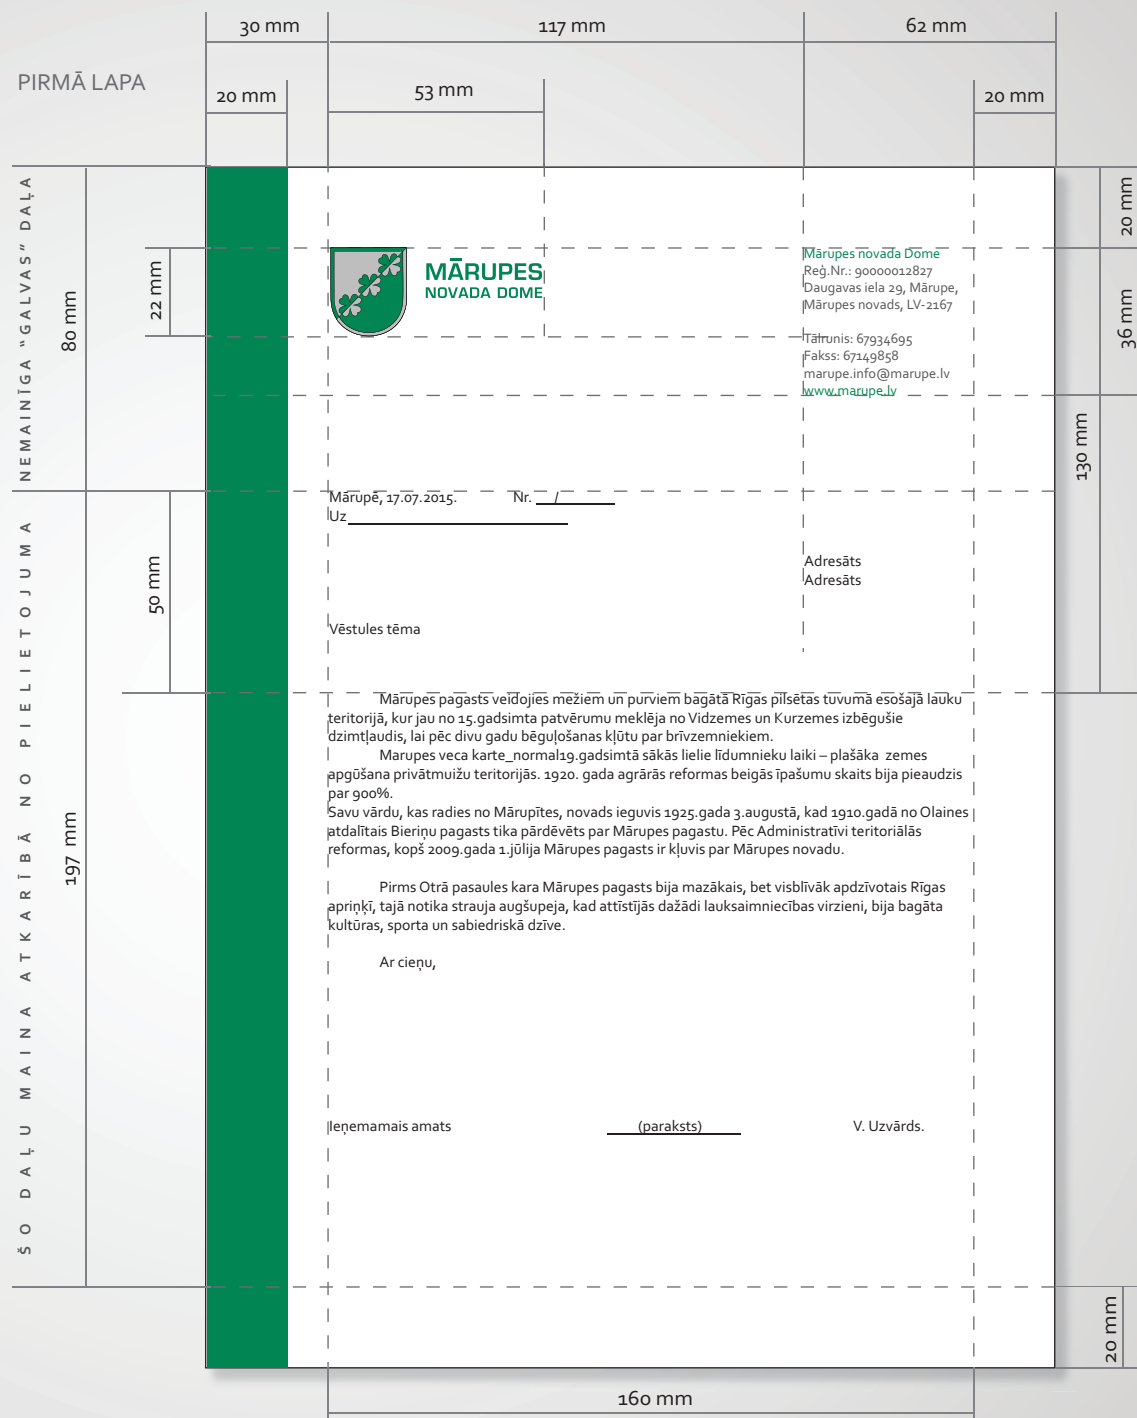 30 mm
117 mm
62 mm
PIRMĀ LAPA
20 mm
53 mm
20 mm
NEMAINĪGA "GALVAS" DAĻA
80 mm
22 mm
MĀRUPES
NOVADA DOME
Mārupes novada Dome
Reģ.Nr.: 90000012827
Daugavas iela 29, Mārupe,
Mārupes novads, LV-2167
Tālrunis: 67934695
Fakss: 67149858
marupe.info@marupe.lv
www.marupe.lv
20 mm
36 mm
130 mm
ŠO DAĻU MAINA ATKARĪBĀ NO PIELIETOJUMA
197 mm
50 mm
Mārupē, 17.07.2015. Nr. __/______
Uz
Adresāts
Adresāts
Vēstules tēma
Mārupes pagasts veidojies mežiem un purviem bagātā Rīgas pilsētas tuvumā esošajā lauku
teritorijā, kur jau no 15.gadsimta patvērumu meklēja no Vidzemes un Kurzemes izbēgušie
dzimtļaudis, lai pēc divu gadu bēguļošanas kļūtu par brīvzemniekiem.
Marupes veca karte_normal19.gadsimtā sākās lielie līdumnieku laiki – plašāka zemes
apgūšana privātmuižu teritorijās. 1920. gada agrārās reformas beigās īpašumu skaits bija pieaudzis
par 900%.
Savu vārdu, kas radies no Mārupītes, novads ieguvis 1925.gada 3.augustā, kad 1910.gadā no Olaines
atdalītais Bieriņu pagasts tika pārdēvēts par Mārupes pagastu. Pēc Administratīvi teritoriālās
reformas, kopš 2009.gada 1.jūlija Mārupes pagasts ir kļuvis par Mārupes novadu.
Pirms Otrā pasaules kara Mārupes pagasts bija mazākais, bet visblīvāk apdzīvotais Rīgas
apriņķī, tajā notika strauja augšupeja, kad attīstījās dažādi lauksaimniecības virzieni, bija bagāta
kultūras, sporta un sabiedriskā dzīve.
Ar cieņu,
Ieņemamais amats (paraksts) V. Uzvārds.
20 mm
160 mm